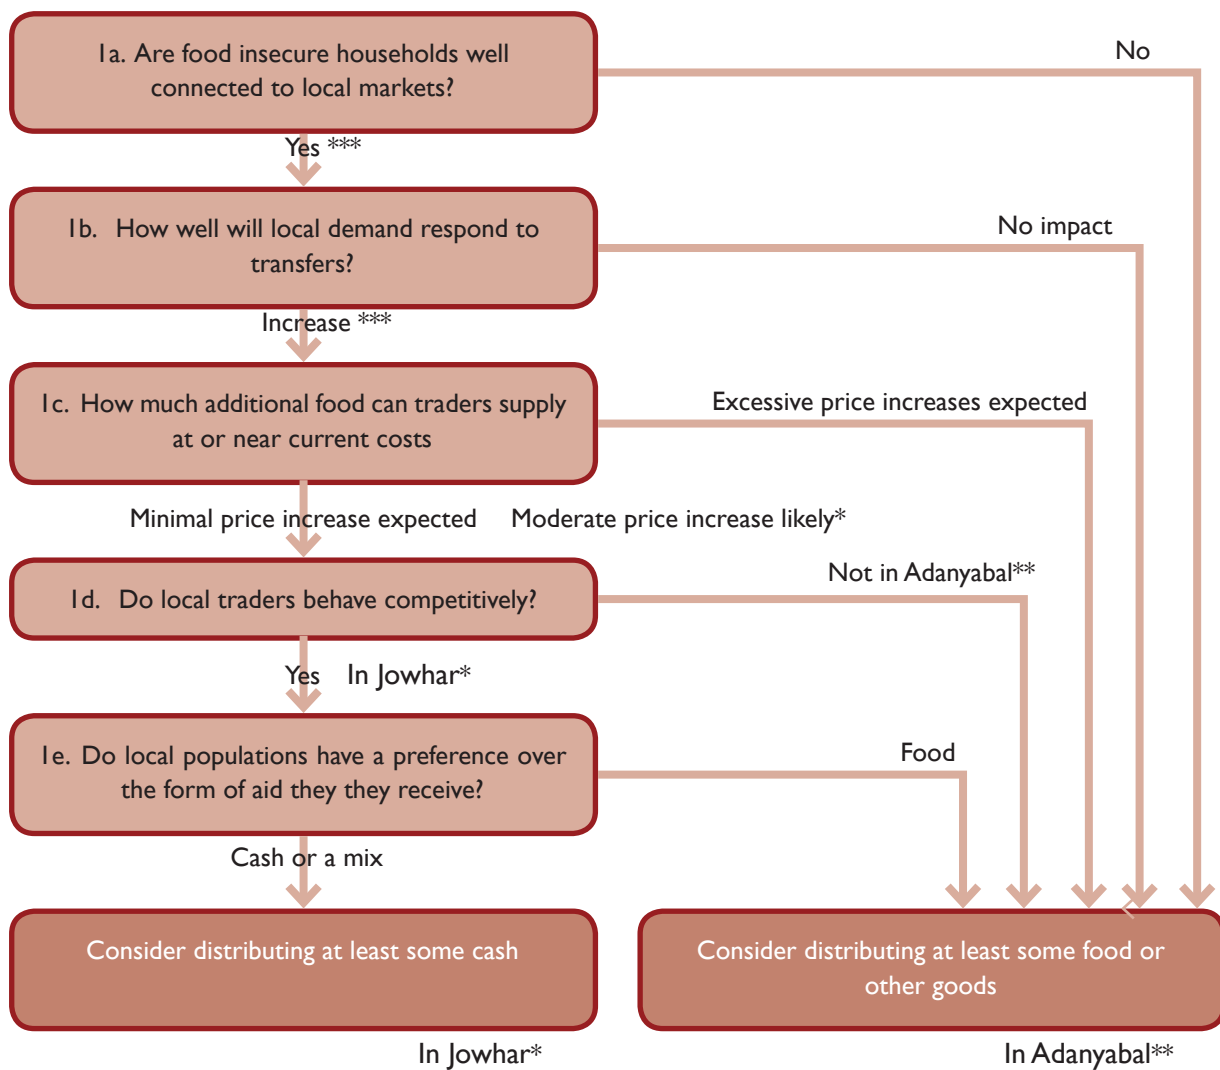 1a. Are food insecure households well
connected to local markets?
No
Yes ***
1b. How well will local demand respond to
transfers?
No impact
Increase ***
1c. How much additional food can traders supply
at or near current costs
Excessive price increases expected
Minimal price increase expected Moderate price increase likely*
1d. Do local traders behave competitively?
Not in Adanyabal**
Yes In Jowhar*
1e. Do local populations have a preference over
the form of aid they they receive?
Food
Cash or a mix
Consider distributing at least some cash
Consider distributing at least some food or
other goods
In Jowhar*
In Adanyabal**